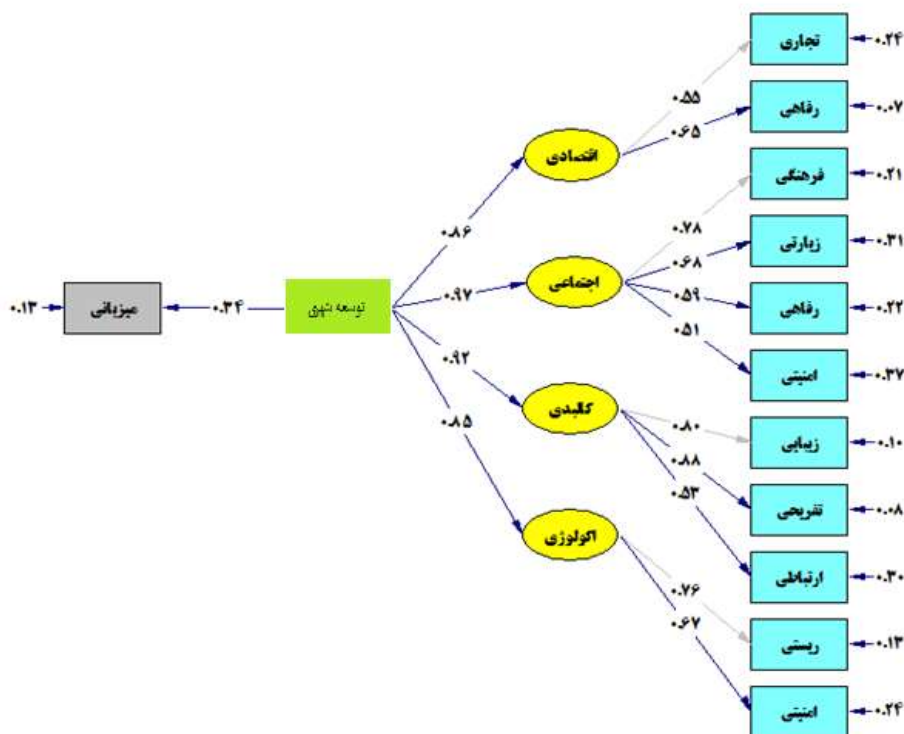 تجاری
۰.۲۴
۰.۵۵
رفاهی
۰.۰۷
۰.۶۵
اقتصادی
فرهنگی
۰.۲۱
۰.۸۶
۰.۷۸
زیارتی
۰.۳۱
۰.۶۸
اجتماعی
۰.۹۷
۰.۵۹
رفاهی
۰.۲۲
توسعه شهری
۰.۳۴
میزبانی
۰.۱۳
۰.۵۱
امنیتی
۰.۳۷
۰.۹۲
کالبدی
۰.۸۰
زیبایی
۰.۱۰
۰.۸۵
۰.۸۸
۰.۵۳
تفریحی
۰.۰۸
اکولوژی
ارتباطی
۰.۳۰
۰.۷۶
۰.۶۷
ریستی
۰.۱۳
امنیتی
۰.۲۴